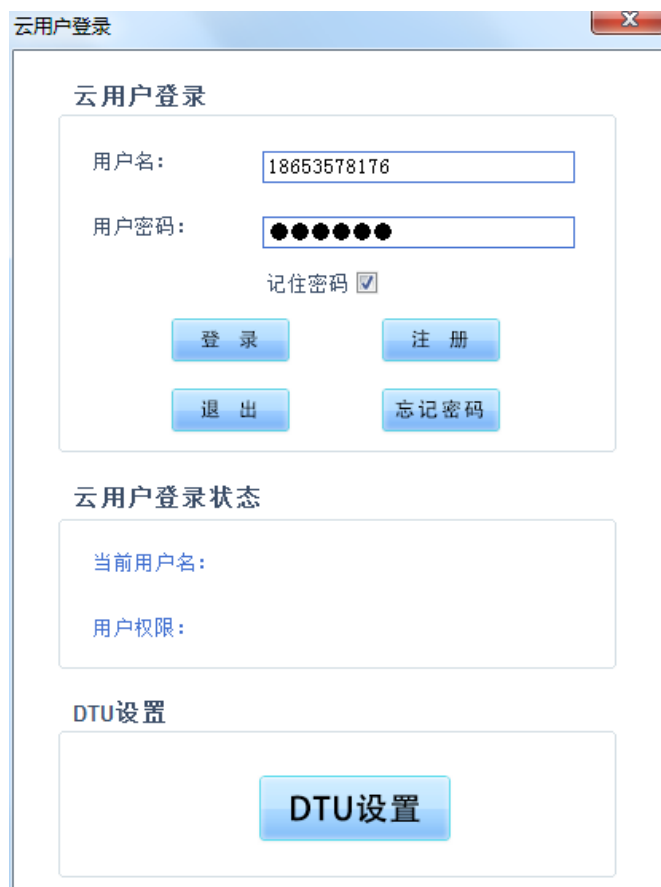 云用户登录
云用户登录
用户名：
18653578176
用户密码：
●●●●●●
记住密码
登 录
注 册
退 出
忘记密码
云用户登录状态
当前用户名：
用户权限：
DTU设置
DTU设置